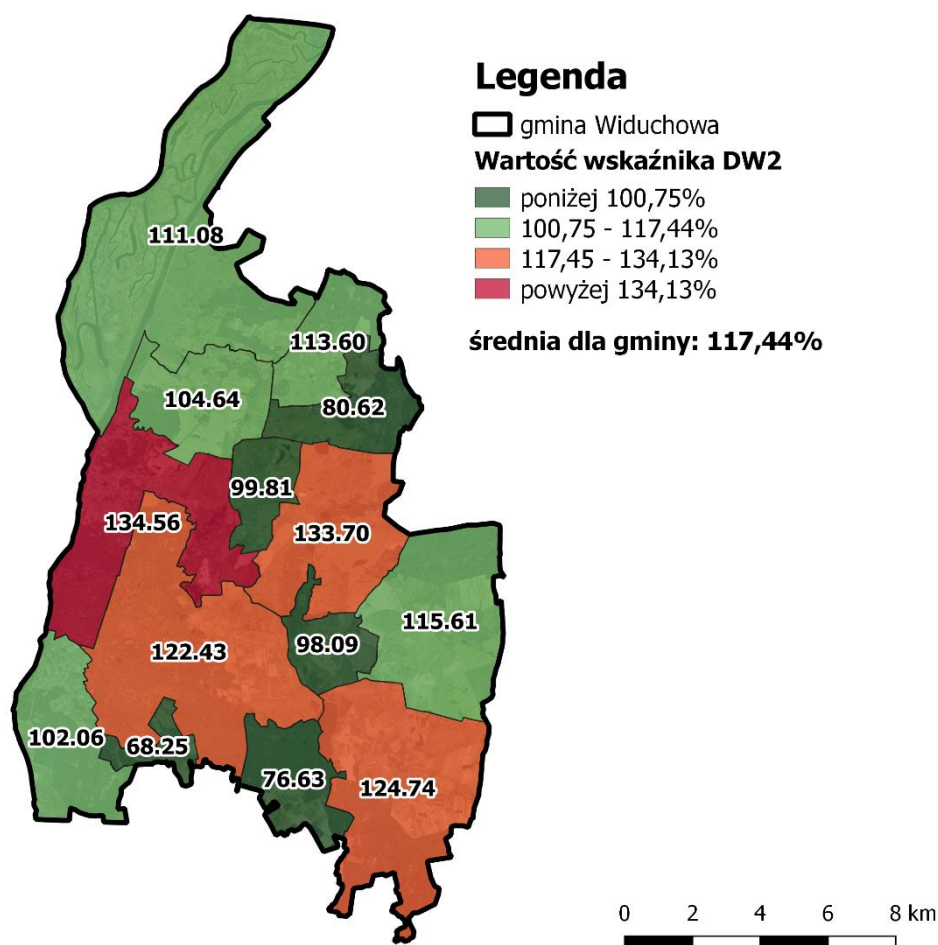 Legenda
gmina Widuchowa
Wartość wskaźnika DW2
poniżej 100,75%
100,75 - 117,44%
117,45 - 134,13%
powyżej 134,13%
średnia dla gminy: 117,44%
111.08
113.60
104.64
80.62
99.81
134.56
133.70
115.61
98.09
122.43
102.06
68.25
76.63
124.74
0 2 4 6 8 km